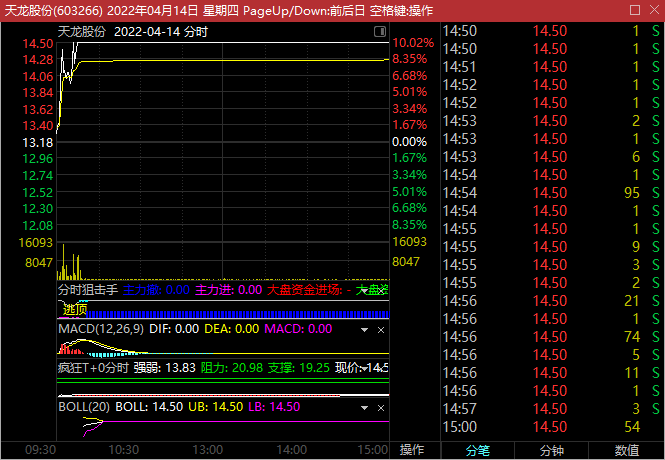 天龙股份(603266) 2022年04月14日 星期四 PageUp/Down:前后日 空格键:操作
天龙股份 2022-04-14 分时
14.50 10.02%
14.28 8.35%
14.06 6.68%
13.84 5.01%
13.62 3.34%
13.40 1.67%
13.18 0.00%
12.96 1.67%
12.74 3.34%
12.52 5.01%
12.30 6.68%
12.08 8.35%
16093 16093
8047 8047
分时狙击手 主力撤: 0.00 主力进: 0.00 大盘资金进场: - 大盘资
逃顶
MACD(12,26,9) DIF: 0.00 DEA: 0.00 MACD: 0.00
疯狂T+0分时 强弱: 13.83 阻力: 20.98 支撑: 19.25 现价: 14.5
BOLL(20) BOLL: 14.50 UB: 14.50 LB: 14.50
09:30 10:30 13:00 14:00 15:00 操作
14:50 14.50 1 S
14:50 14.50 1 S
14:51 14.50 1 S
14:52 14.50 1 S
14:52 14.50 1 S
14:53 14.50 2 S
14:53 14.50 1 S
14:53 14.50 6 S
14:54 14.50 1 S
14:54 14.50 95 S
14:54 14.50 1 S
14:55 14.50 1 S
14:55 14.50 9 S
14:55 14.50 3 S
14:55 14.50 2 S
14:56 14.50 21 S
14:56 14.50 1 S
14:56 14.50 74 S
14:56 14.50 5 S
14:56 14.50 11 S
14:56 14.50 1 S
14:57 14.50 3 S
15:00 14.50 54
分笔 分钟 数值